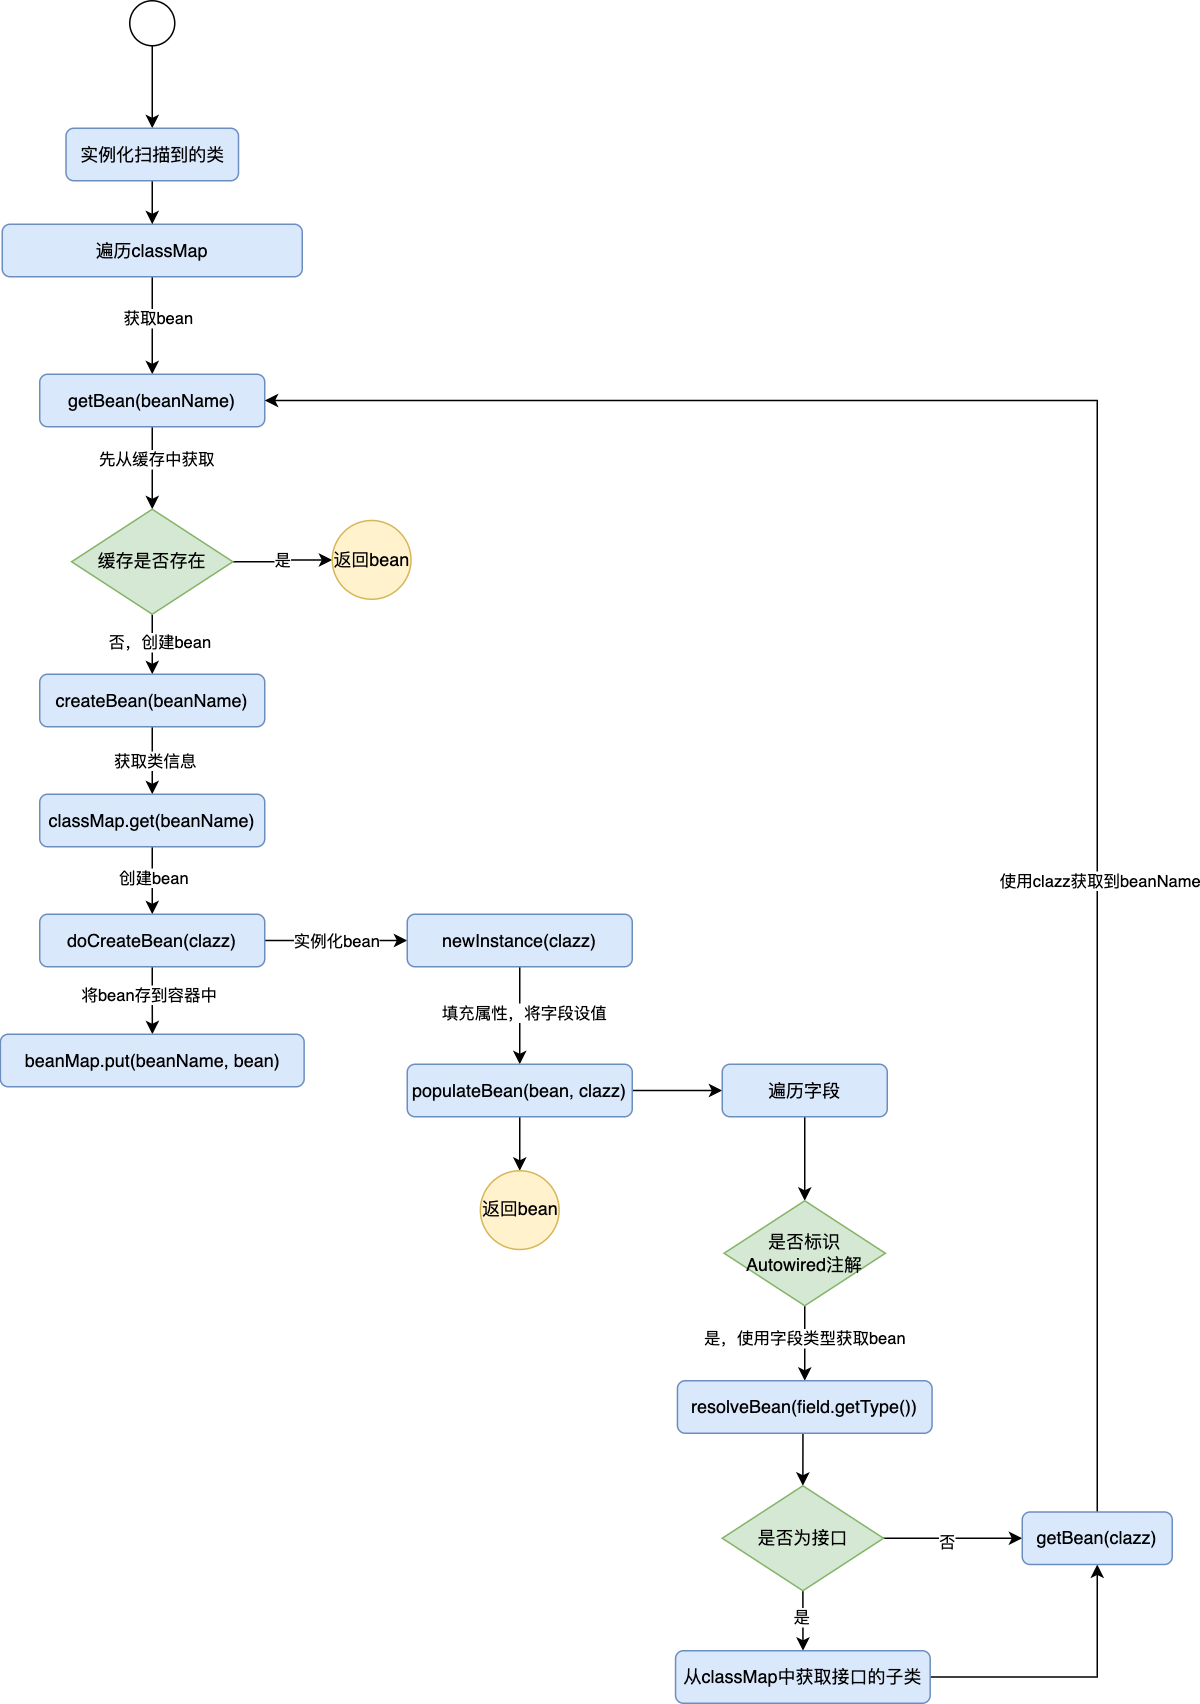 实例化扫描到的类
遍历classMap
获取bean
getBean(beanName)
先从缓存中获取
缓存是否存在
是
返回bean
否，创建bean
createBean(beanName)
获取类信息
classMap.get(beanName)
使用clazz获取到beanName
创建bean
doCreateBean(clazz)
实例化bean
newInstance(clazz)
将bean存到容器中
填充属性，将字段设值
beanMap.put(beanName, bean)
populateBean(bean, clazz)
遍历字段
返回bean
是否标识
Autowired注解
是，使用字段类型获取bean
resolveBean(field.getType())
是否为接口
否
getBean(clazz)
是
从classMap中获取接口的子类